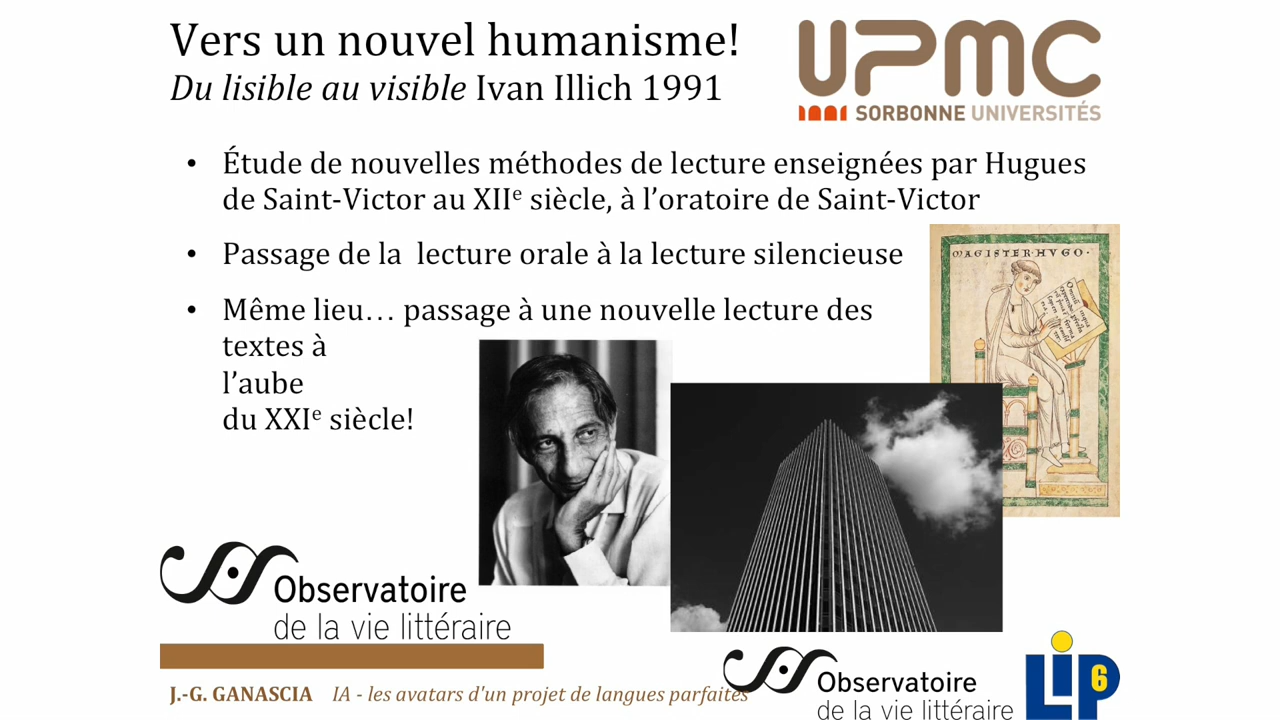 Vers un nouvel humanisme!
Du lisible au visible Ivan Illich 1991
UPMC
SORBONNE UNIVERSITÉS
• Étude de nouvelles méthodes de lecture enseignées par Hugues
de Saint-Victor au XIIe siècle, à l’oratoire de Saint-Victor
• Passage de la lecture orale à la lecture silencieuse
MAGISTER·HVGO·
• Même lieu… passage à une nouvelle lecture des
textes à
l’aube
du XXIe siècle!
Observatoire
de la vie littéraire
J.-G. GANASCIA IA - les avatars d'un projet de langues parfaites
Observatoire
de la vie littéraire
LIP6